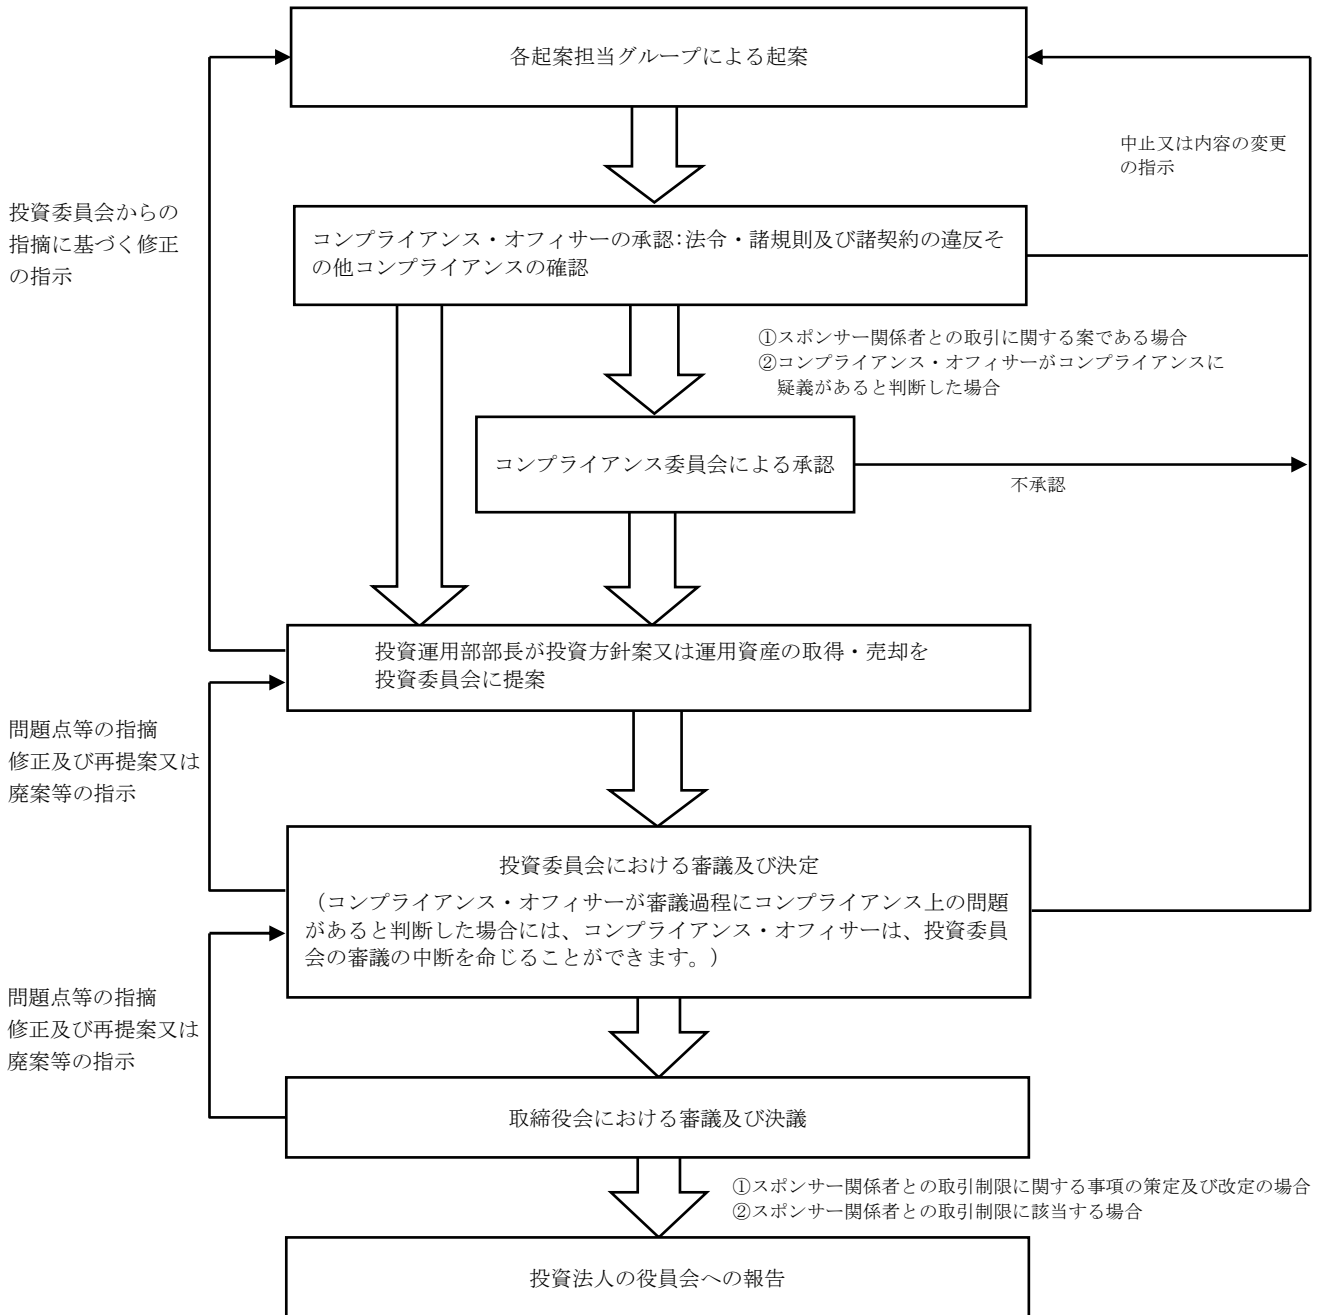 各起案担当グループによる起案
中止又は内容の変更
の指示
投資委員会からの
指摘に基づく修正
の指示
コンプライアンス・オフィサーの承認:法令・諸規則及び諸契約の違反そ
の他コンプライアンスの確認
①スポンサー関係者との取引に関する案である場合
②コンプライアンス・オフィサーがコンプライアンスに
疑義があると判断した場合
コンプライアンス委員会による承認
不承認
投資運用部部長が投資方針案又は運用資産の取得・売却を
投資委員会に提案
問題点等の指摘
修正及び再提案又は
廃案等の指示
投資委員会における審議及び決定
（コンプライアンス・オフィサーが審議過程にコンプライアンス上の問題
があると判断した場合には、コンプライアンス・オフィサーは、投資委員
会の審議の中断を命じることができます。）
問題点等の指摘
修正及び再提案又は
廃案等の指示
取締役会における審議及び決議
①スポンサー関係者との取引制限に関する事項の策定及び改定の場合
②スポンサー関係者との取引制限に該当する場合
投資法人の役員会への報告